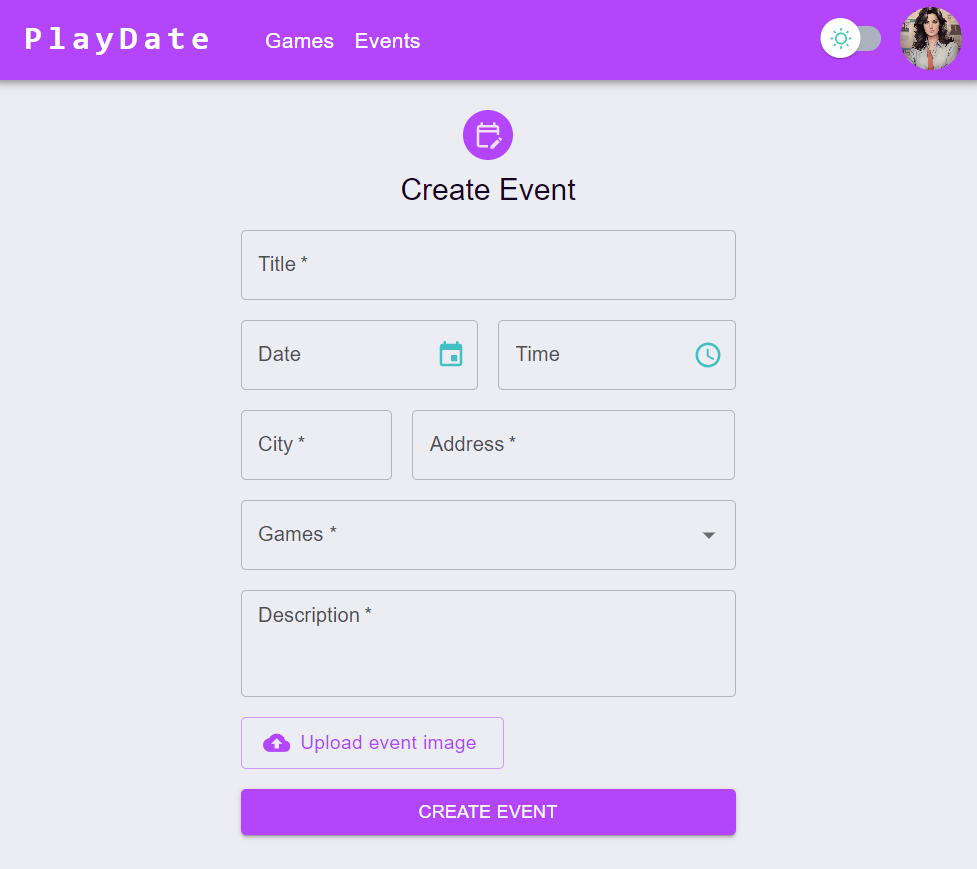 PlayDate Games Events
Create Event
Title *
Date Time
City * Address *
Games *
Description *
Upload event image
CREATE EVENT